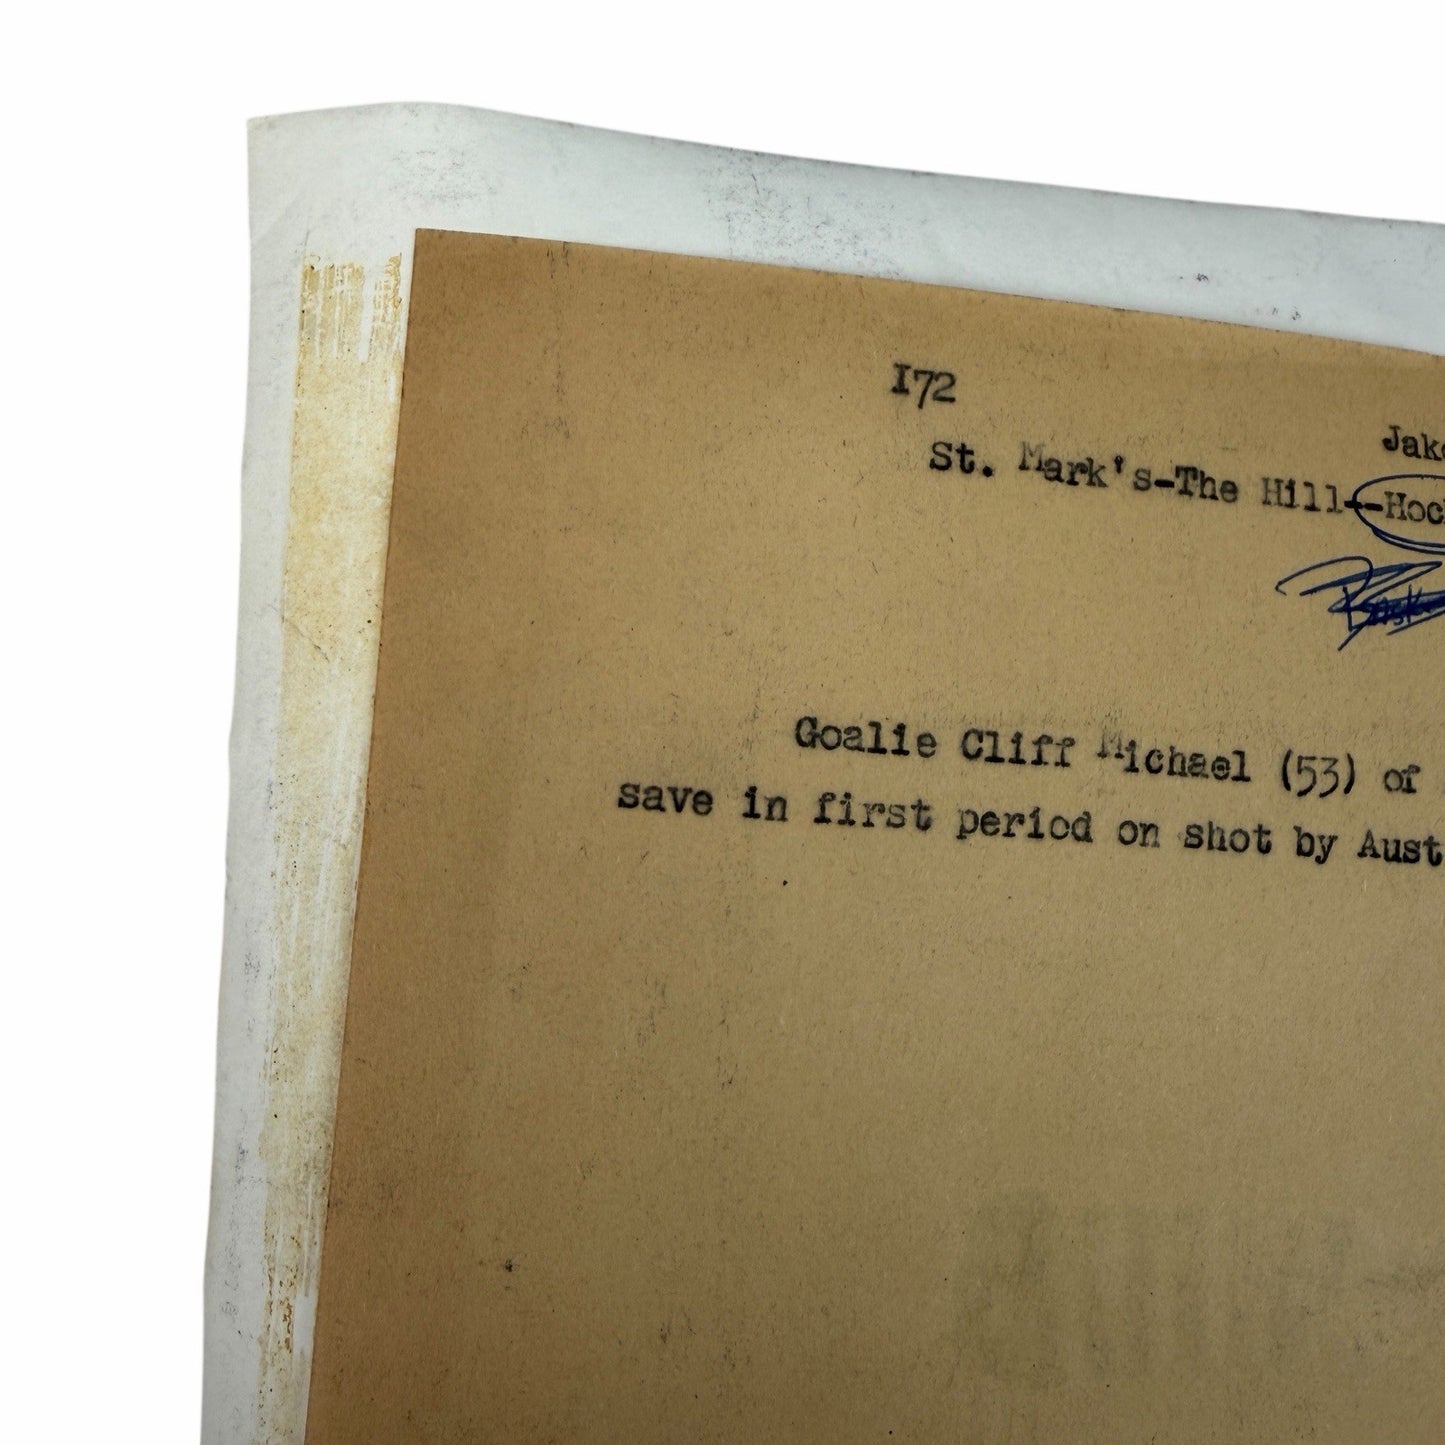 I72
Jake
St. Mark's-The Hill--Hoc
Goalie Cliff Michael (53) of
save in first period on shot by Aust